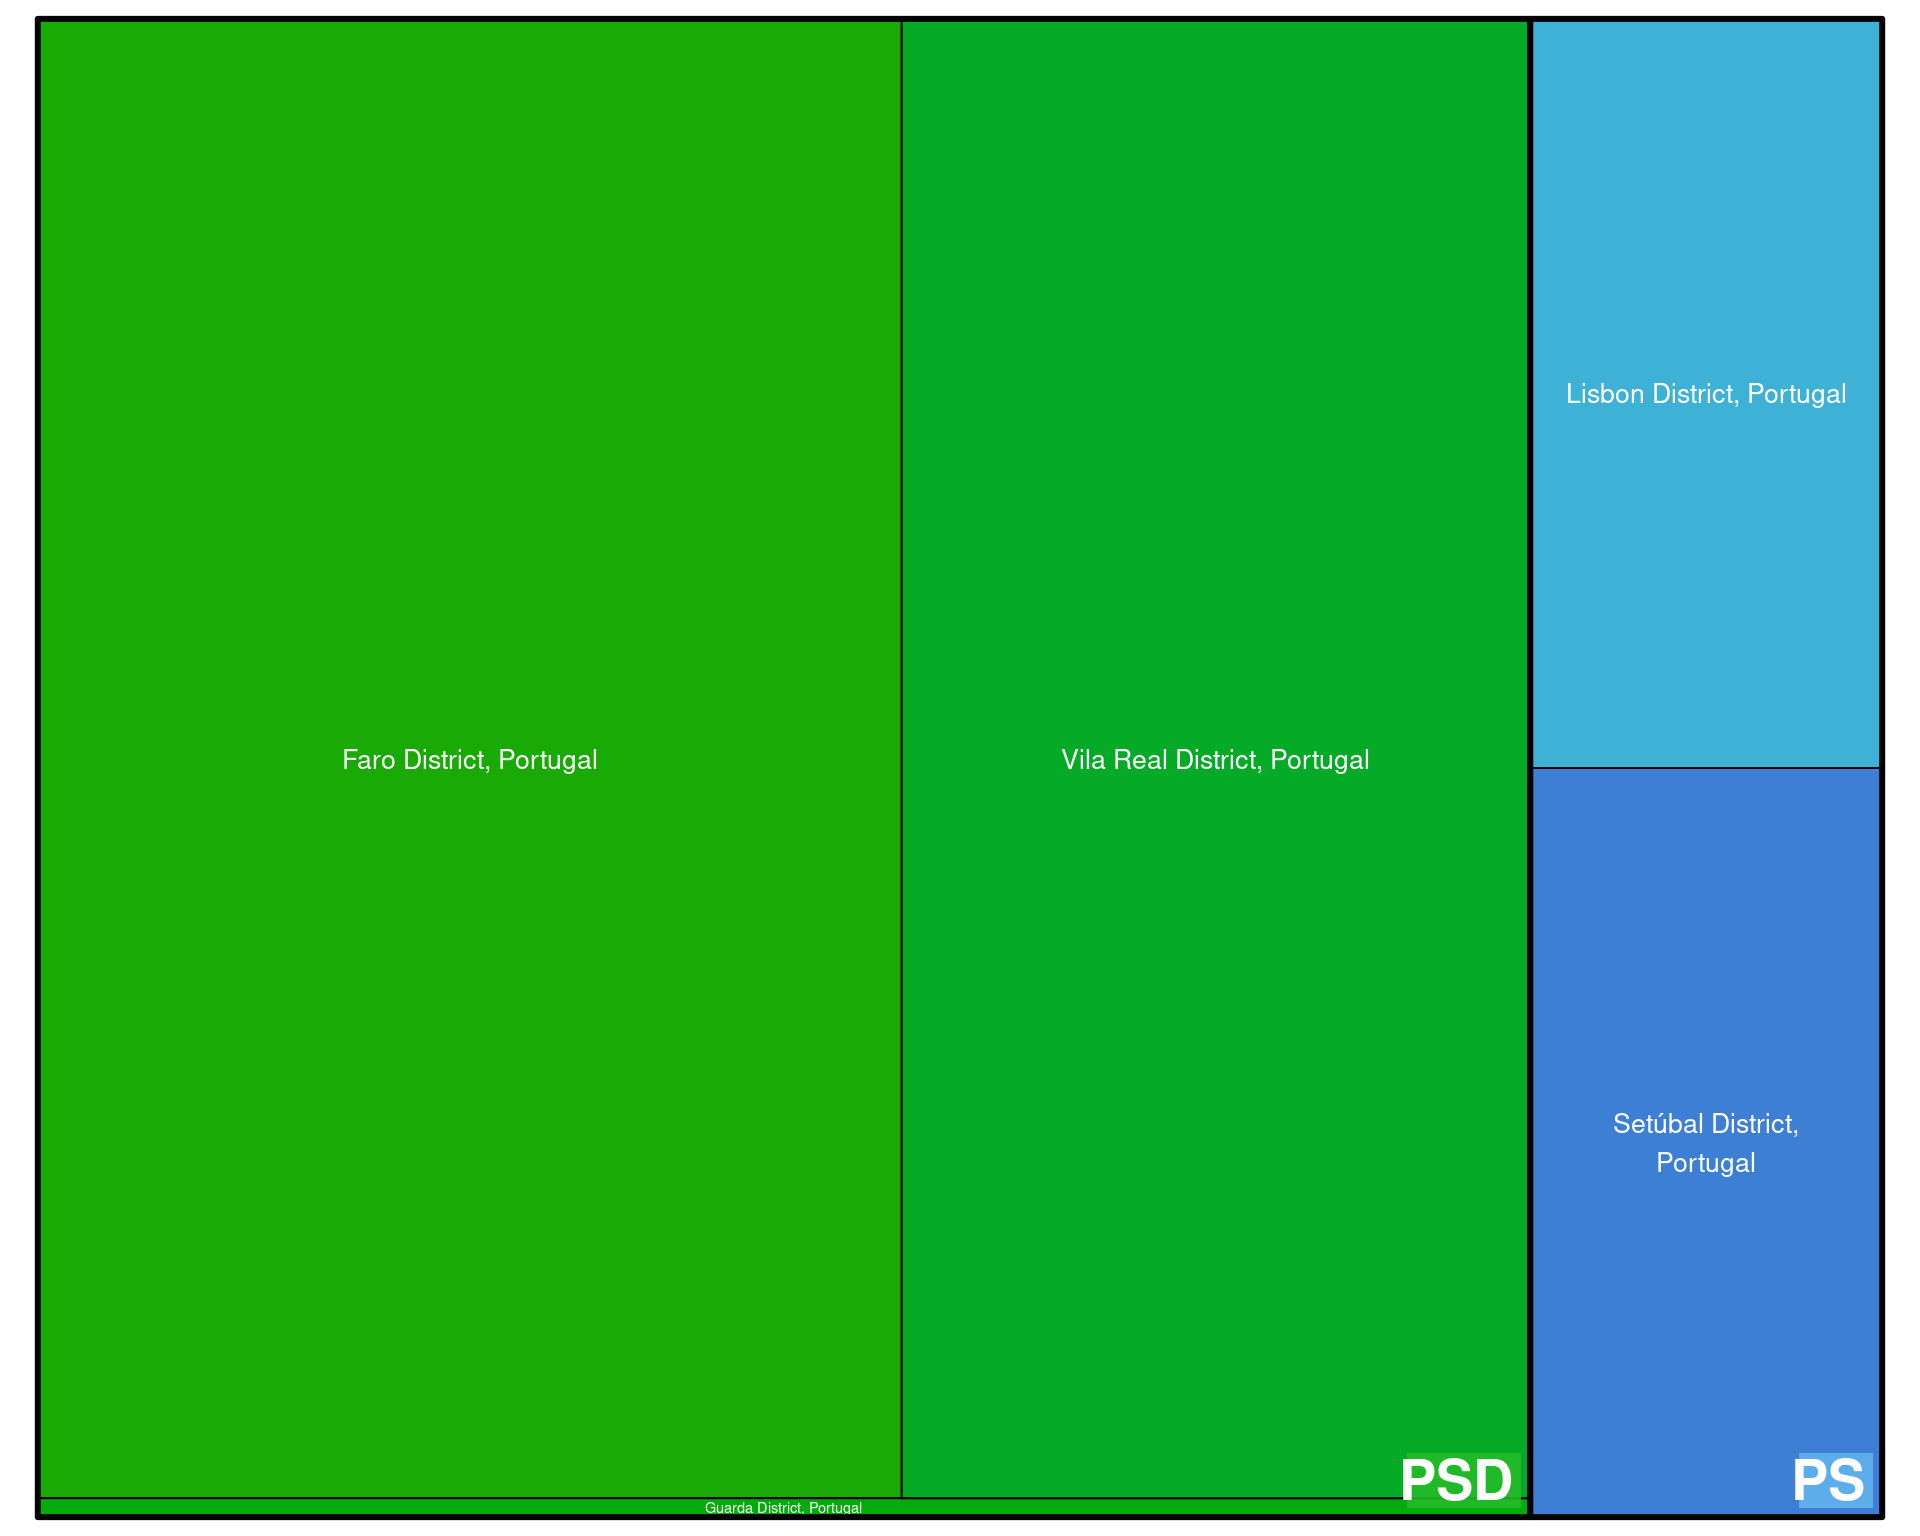 Lisbon District, Portugal
Faro District, Portugal
Vila Real District, Portugal
Setúbal District,
Portugal
PSD
PS
Guarda District, Portugal